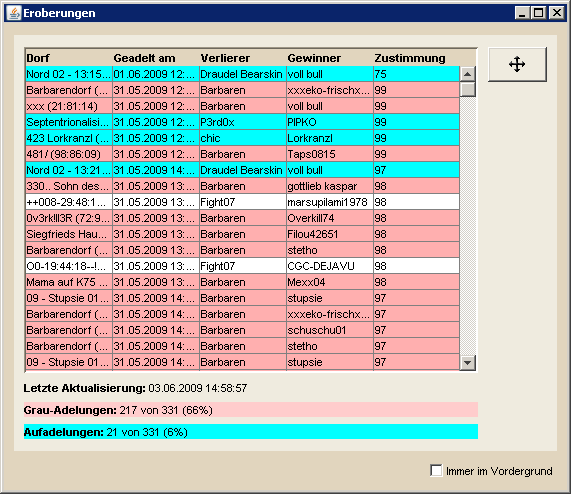 Eroberungen
Dorf Geadelt am Verlierer Gewinner Zustimmung
Nord 02 - 13:15... 01.06.2009 12:... Draudel Bearskin voll bull 75
Barbarendorf (... 31.05.2009 12:... Barbaren xxxeko-frischx... 99
xxx (21:81:14) 31.05.2009 12:... Barbaren voll bull 99
Septentrionalisi... 31.05.2009 12:... P3rd0x PIPKO 99
423 Lorkranzl (... 31.05.2009 12:... chic Lorkranzl 99
481/ (98:86:09) 31.05.2009 12:... Barbaren Taps0815 99
Nord 02 - 13:21... 31.05.2009 14:... Draudel Bearskin voll bull 97
330.. Sohn des... 31.05.2009 13:... Barbaren gottlieb kaspar 98
++008-29:48:1... 31.05.2009 13:... Fight07 marsupilami1978 98
0v3rk!ll3R (72:9... 31.05.2009 13:... Barbaren Overkill74 98
Siegfrieds Hau... 31.05.2009 13:... Barbaren Filou42651 98
Barbarendorf (... 31.05.2009 13:... Barbaren stetho 98
O0-19:44:18--!... 31.05.2009 13:... Fight07 CGC-DEJAVU 98
Mama auf K75 ... 31.05.2009 13:... Barbaren Mexx04 98
09 - Stupsie 01... 31.05.2009 14:... Barbaren stupsie 97
Barbarendorf (... 31.05.2009 14:... Barbaren xxxeko-frischx... 97
Barbarendorf (... 31.05.2009 14:... Barbaren schuschu01 97
Barbarendorf (... 31.05.2009 14:... Barbaren stetho 97
09 - Stupsie 01... 31.05.2009 14:... Barbaren stupsie 97
Letzte Aktualisierung: 03.06.2009 14:58:57
Grau-Adelungen: 217 von 331 (66%)
Aufadelungen: 21 von 331 (6%)
Immer im Vordergrund